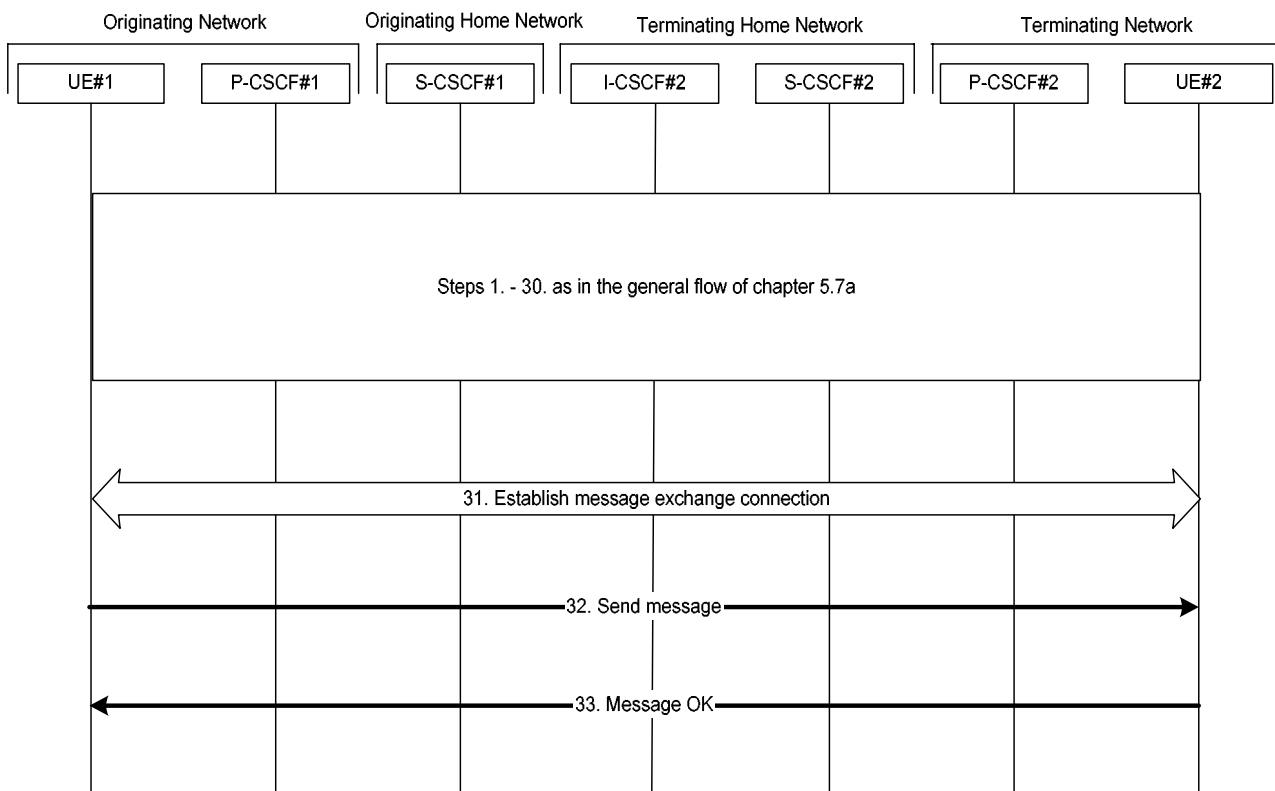 Originating Network
Originating Home Network
Terminating Home Network
Terminating Network
UE#1
P-CSCF#1
S-CSCF#1
I-CSCF#2
S-CSCF#2
P-CSCF#2
UE#2
Steps 1. - 30. as in the general flow of chapter 5.7a
31. Establish message exchange connection
32. Send message
33. Message OK